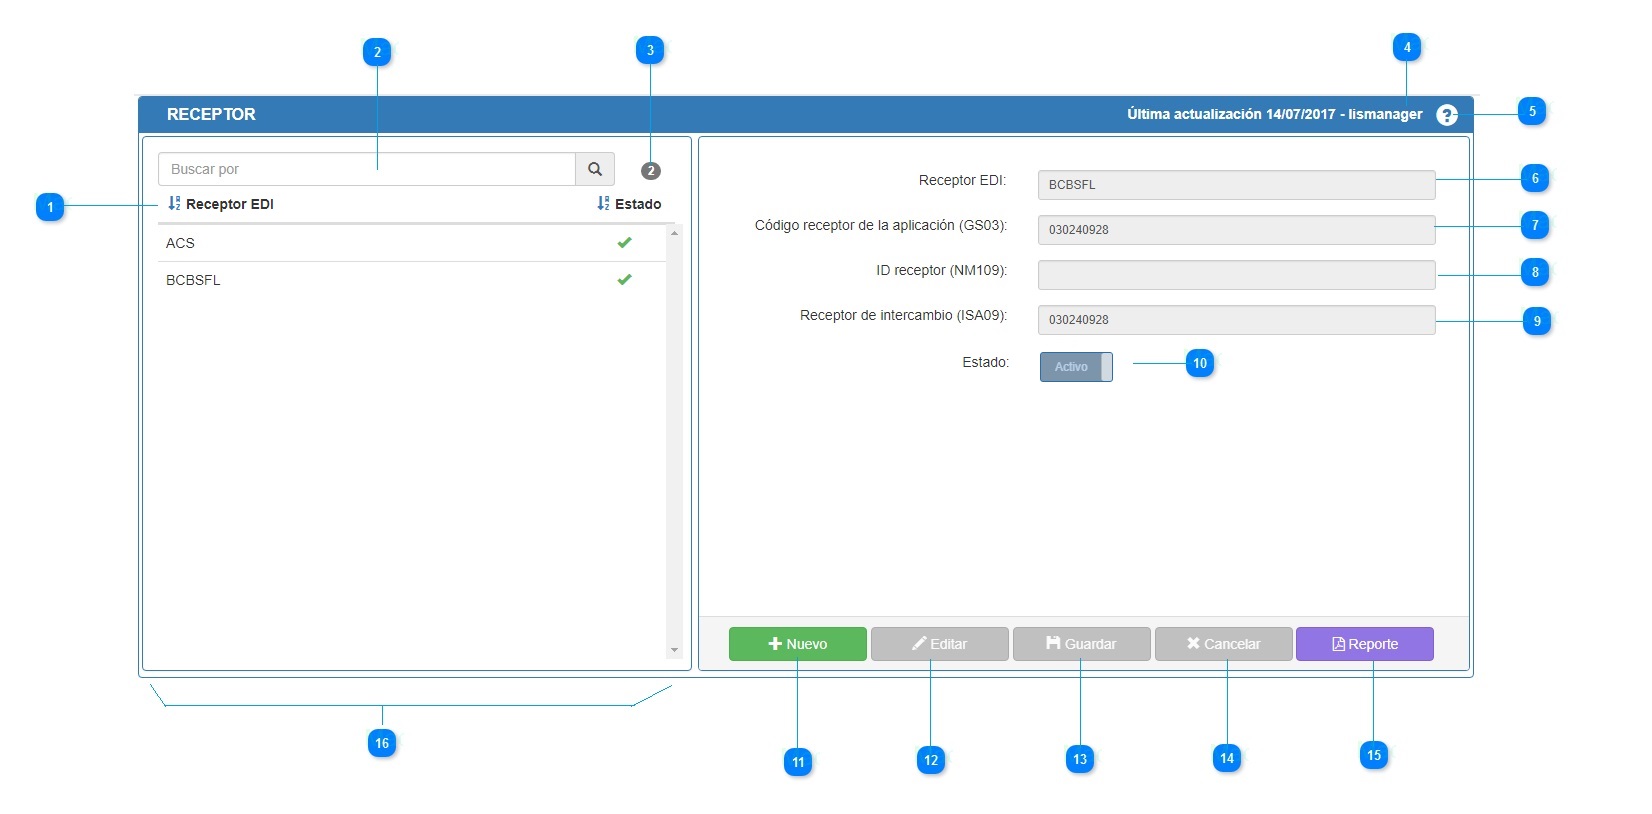 2
3
4
RECEPTOR
Última actualización 14/07/2017 - lismanager
?
5
Buscar por
2
1
Receptor EDI
Estado
ACS
BCBSFL
Receptor EDI:
BCBSFL
6
Código receptor de la aplicación (GS03):
030240928
7
ID receptor (NM109):
8
Receptor de intercambio (ISA09):
030240928
9
Estado:
Activo
10
Nuevo
Editar
Guardar
Cancelar
Reporte
16
11
12
13
14
15